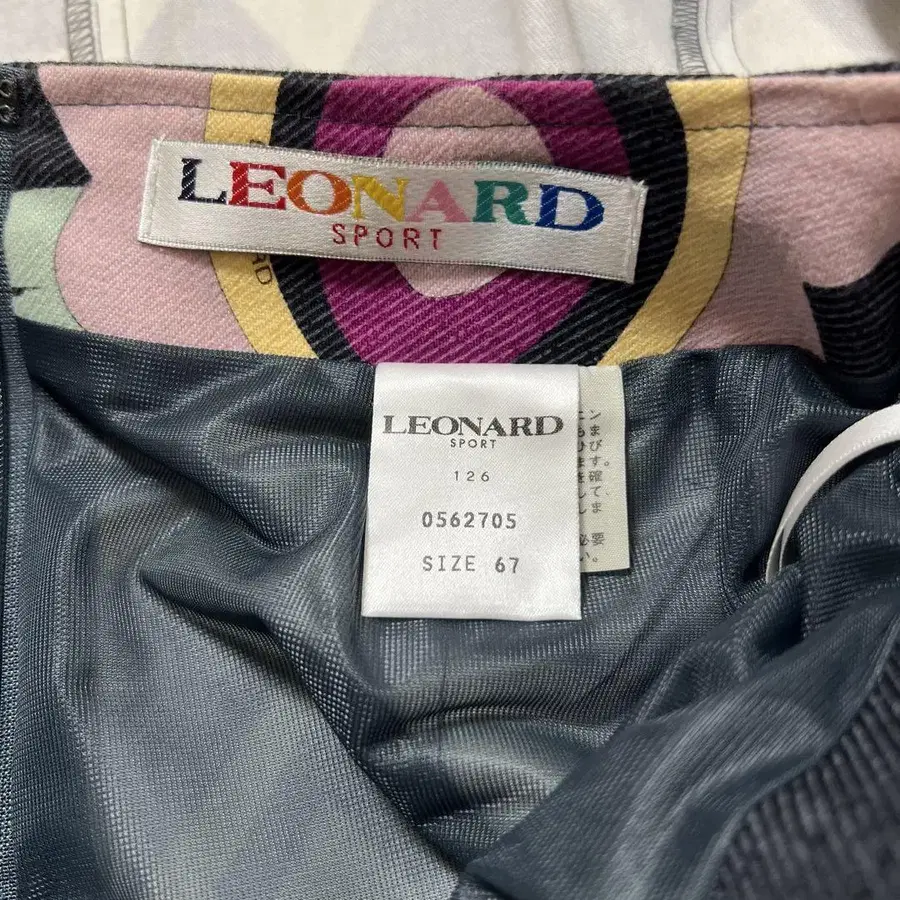 LEONARD
SPORT
LEONARD
SPORT
126
0562705
SIZE 67